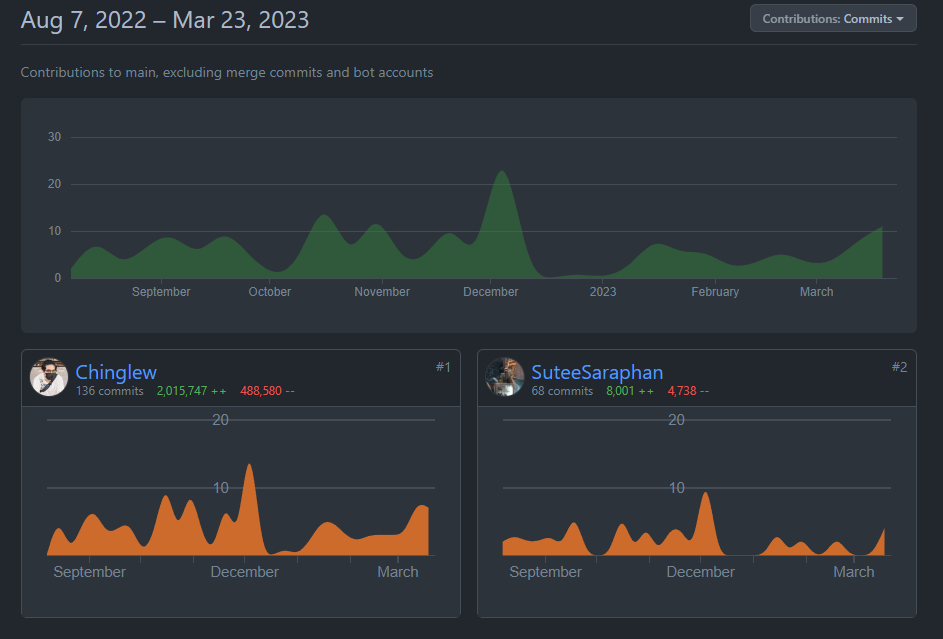 Aug 7, 2022 – Mar 23, 2023
Contributions: Commits
Contributions to main, excluding merge commits and bot accounts
30
20
10
0
September October November December 2023 February March
Chinglew #1
136 commits 2,015,747 ++ 488,580 --
20
10
September December March
SuteeSaraphan #2
68 commits 8,001 ++ 4,738 --
20
10
September December March